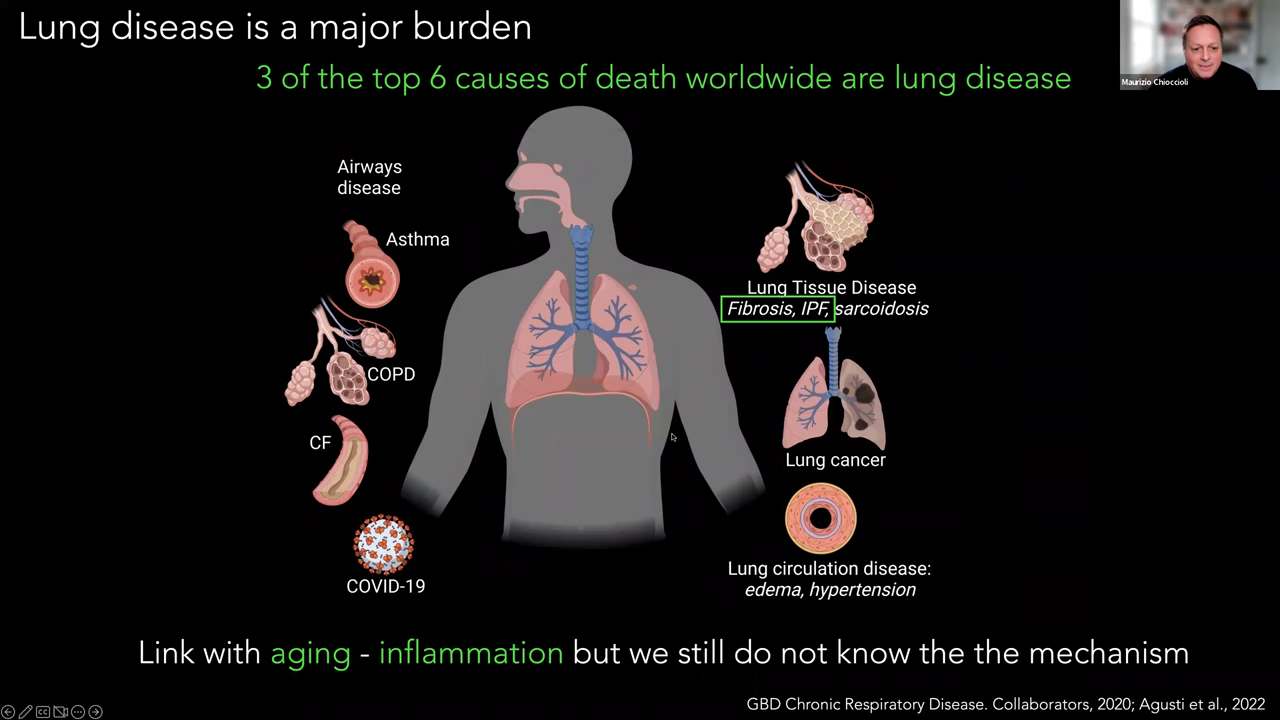 Lung disease is a major burden
Maurizio Chioccioli
3 of the top 6 causes of death worldwide are lung disease
Airways
disease
Asthma
COPD
CF
COVID-19
Lung Tissue Disease
Fibrosis, IPF, sarcoidosis
Lung cancer
Lung circulation disease:
edema, hypertension
Link with aging - inflammation but we still do not know the the mechanism
GBD Chronic Respiratory Disease. Collaborators, 2020; Agusti et al., 2022